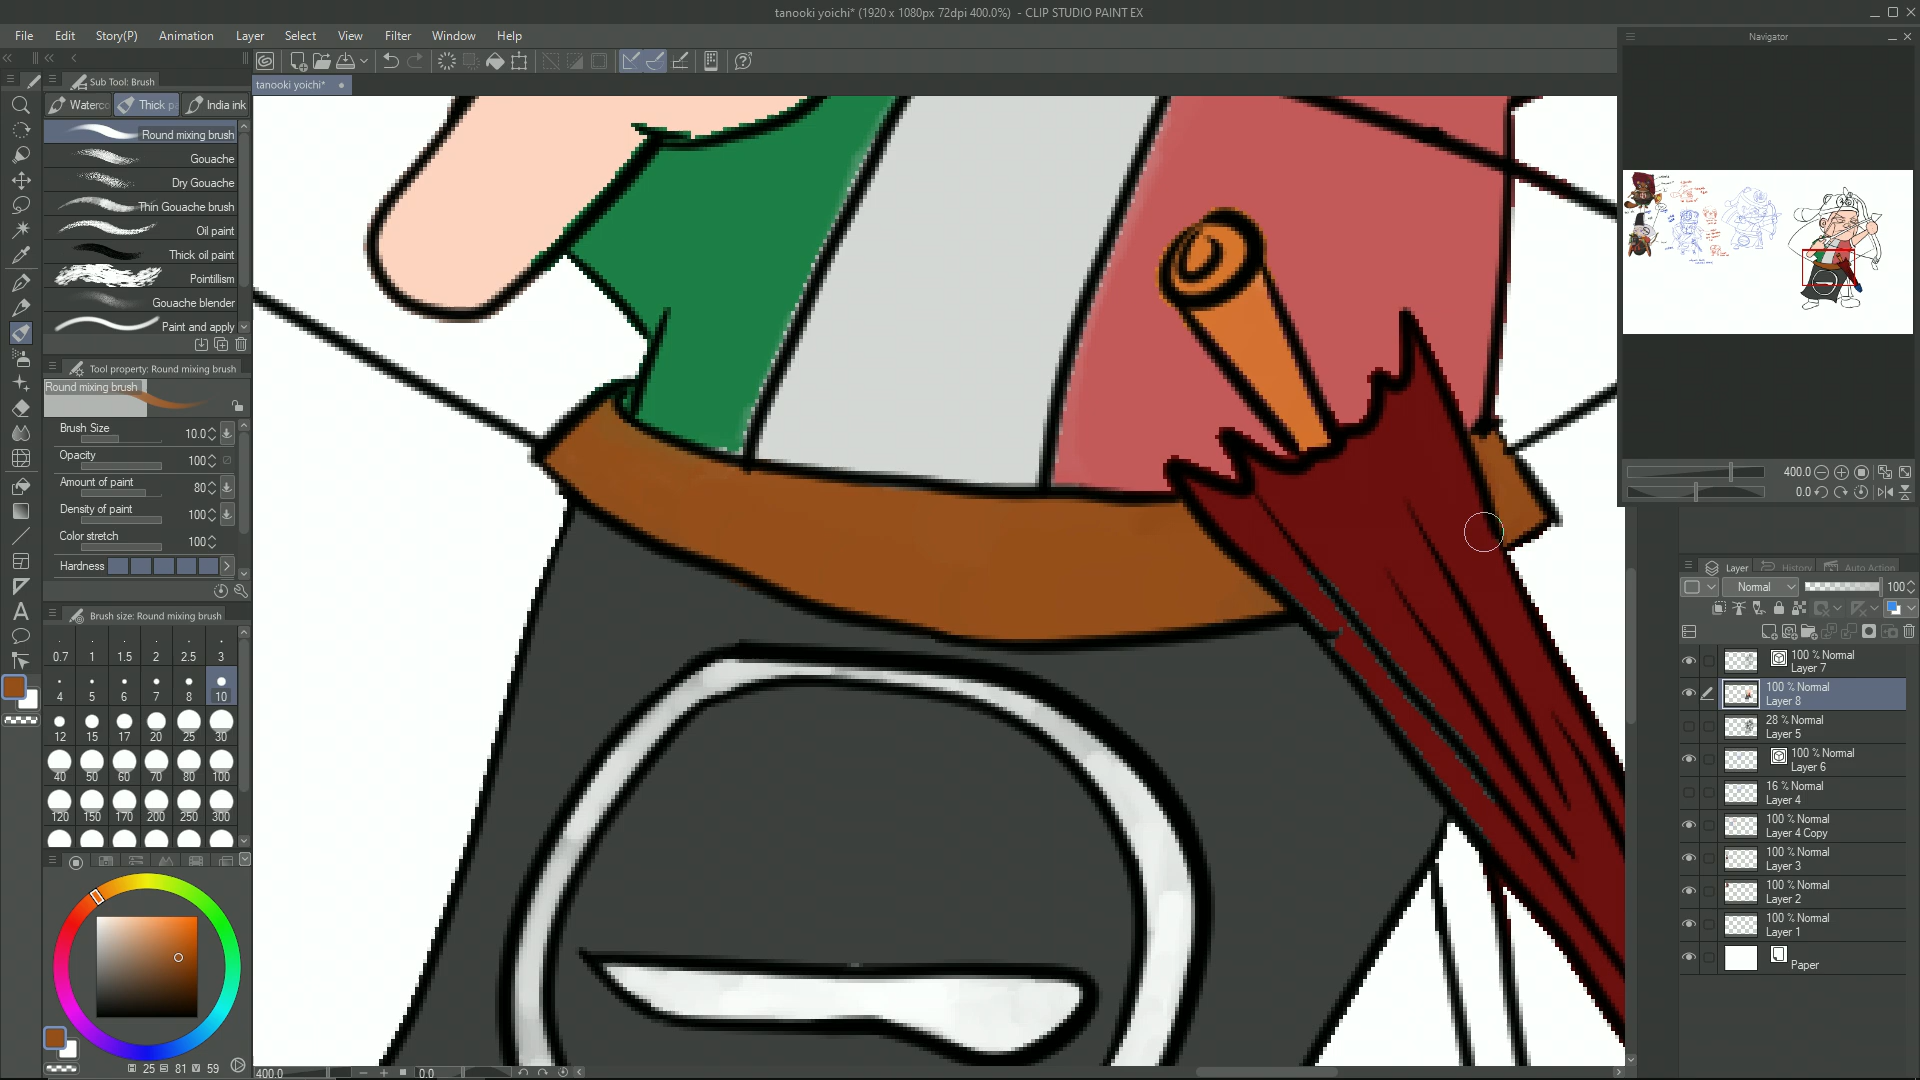 tanooki yoichi* (1920 x 1080px 72dpi 400.0%) - CLIP STUDIO PAINT EX
File Edit Story(P) Animation Layer Select View Filter Window Help
Navigator
Sub Tool: Brush
tanooki yoichi*
Waterco Thick pa India ink
Round mixing brush
Gouache
Dry Gouache
Thin Gouache brush
Oil paint
Thick oil paint
Pointillism
Gouache blender
Paint and apply
Tool property: Round mixing brush
Round mixing brush
Brush Size 10.0
Opacity 100
Amount of paint 80
Density of paint 100
Color stretch 100
Hardness
Brush size: Round mixing brush
0.7 1 1.5 2 2.5 3
4 5 6 7 8 10
12 15 17 20 25 30
40 50 60 70 80 100
120 150 170 200 250 300
25 81 59
400.0 0.0
400.0
0.0
Layer History Auto Action
Normal 100
100 % Normal
Layer 7
100 % Normal
Layer 8
28 % Normal
Layer 5
100 % Normal
Layer 6
16 % Normal
Layer 4
100 % Normal
Layer 4 Copy
100 % Normal
Layer 3
100 % Normal
Layer 2
100 % Normal
Layer 1
Paper